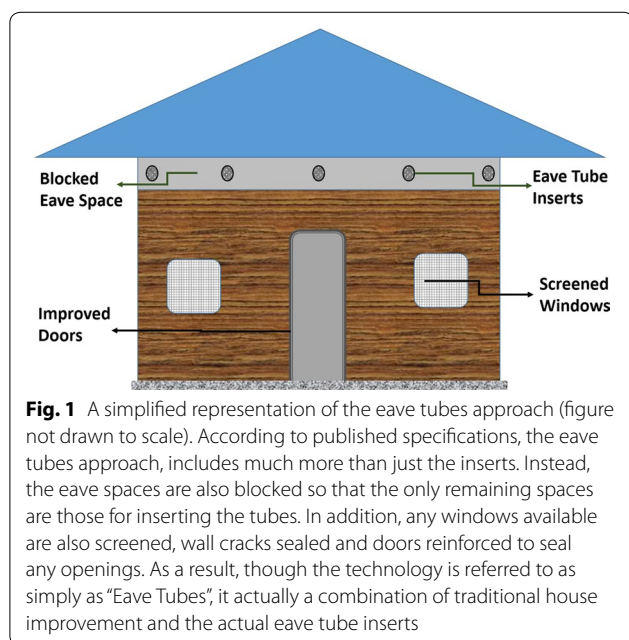 Blocked
Eave Space
Eave Tube
Inserts
Screened
Windows
Improved
Doors
Fig. 1 A simplified representation of the eave tubes approach (figure
not drawn to scale). According to published specifications, the eave
tubes approach, includes much more than just the inserts. Instead,
the eave spaces are also blocked so that the only remaining spaces
are those for inserting the tubes. In addition, any windows available
are also screened, wall cracks sealed and doors reinforced to seal
any openings. As a result, though the technology is referred to as
simply as “Eave Tubes”, it actually a combination of traditional house
improvement and the actual eave tube inserts